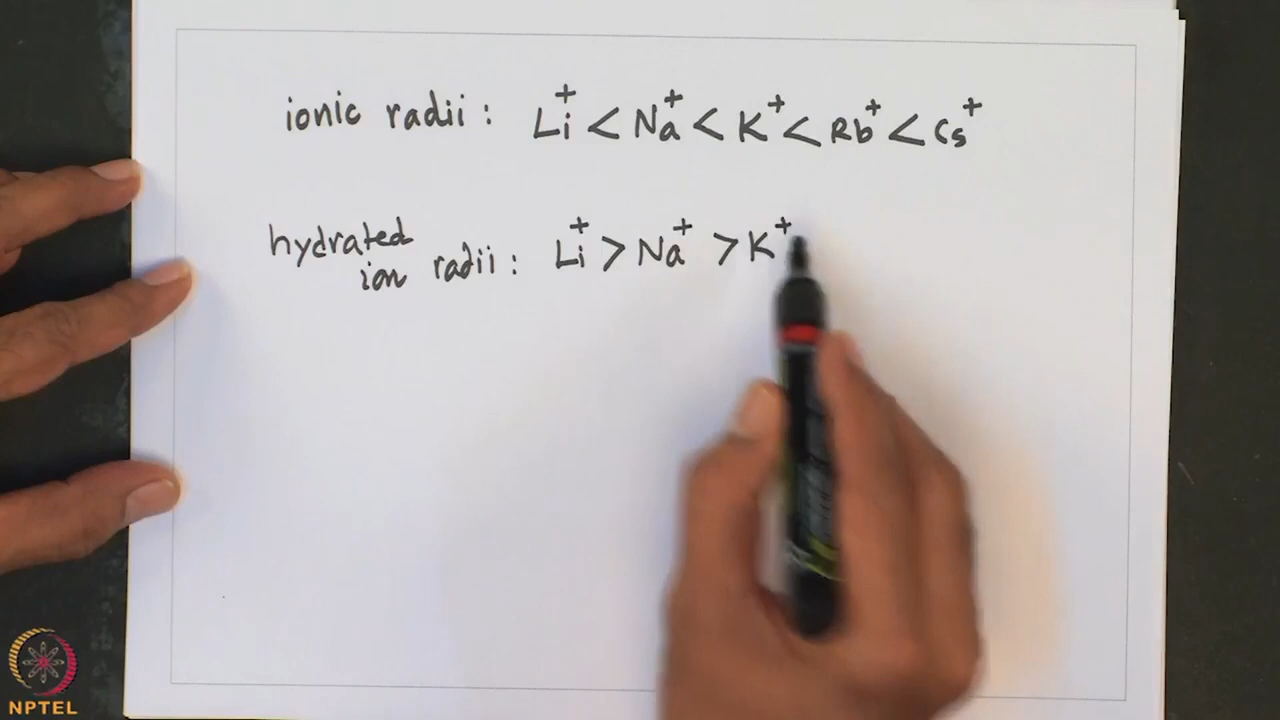 ionic radii : Li⁺ < Na⁺ < K⁺ < Rb⁺ < Cs⁺
hydrated
ion radii : Li⁺ > Na⁺ > K⁺
NPTEL